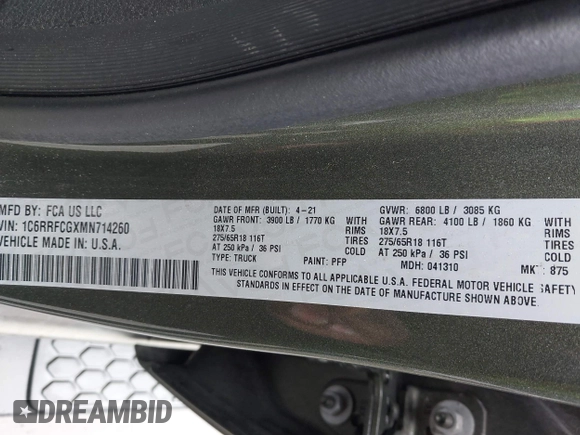 MFD BY: FCA US LLC
VIN: 1C6RRFCGXMN714260
VEHICLE MADE IN U.S.A.
DATE OF MFR (BUILT): 4-21
GAWR FRONT: 3900 LB / 1770 KG
18X7.5 RIMS
275/65R18 116T TIRES
AT 250 kPa / 36 PSI COLD
TYPE: TRUCK PAINT: PFP
GVWR: 6800 LB / 3085 KG
GAWR REAR: 4100 LB / 1860 KG
18X7.5 RIMS
275/65R18 116T TIRES
AT 250 kPa / 36 PSI COLD
MDH: 041310 MK: 875
VEHICLE CONFORMS TO ALL APPLICABLE U.S.A. FEDERAL MOTOR VEHICLE SAFETY
STANDARDS IN EFFECT ON THE DATE OF MANUFACTURE SHOWN ABOVE.
DREAMBID